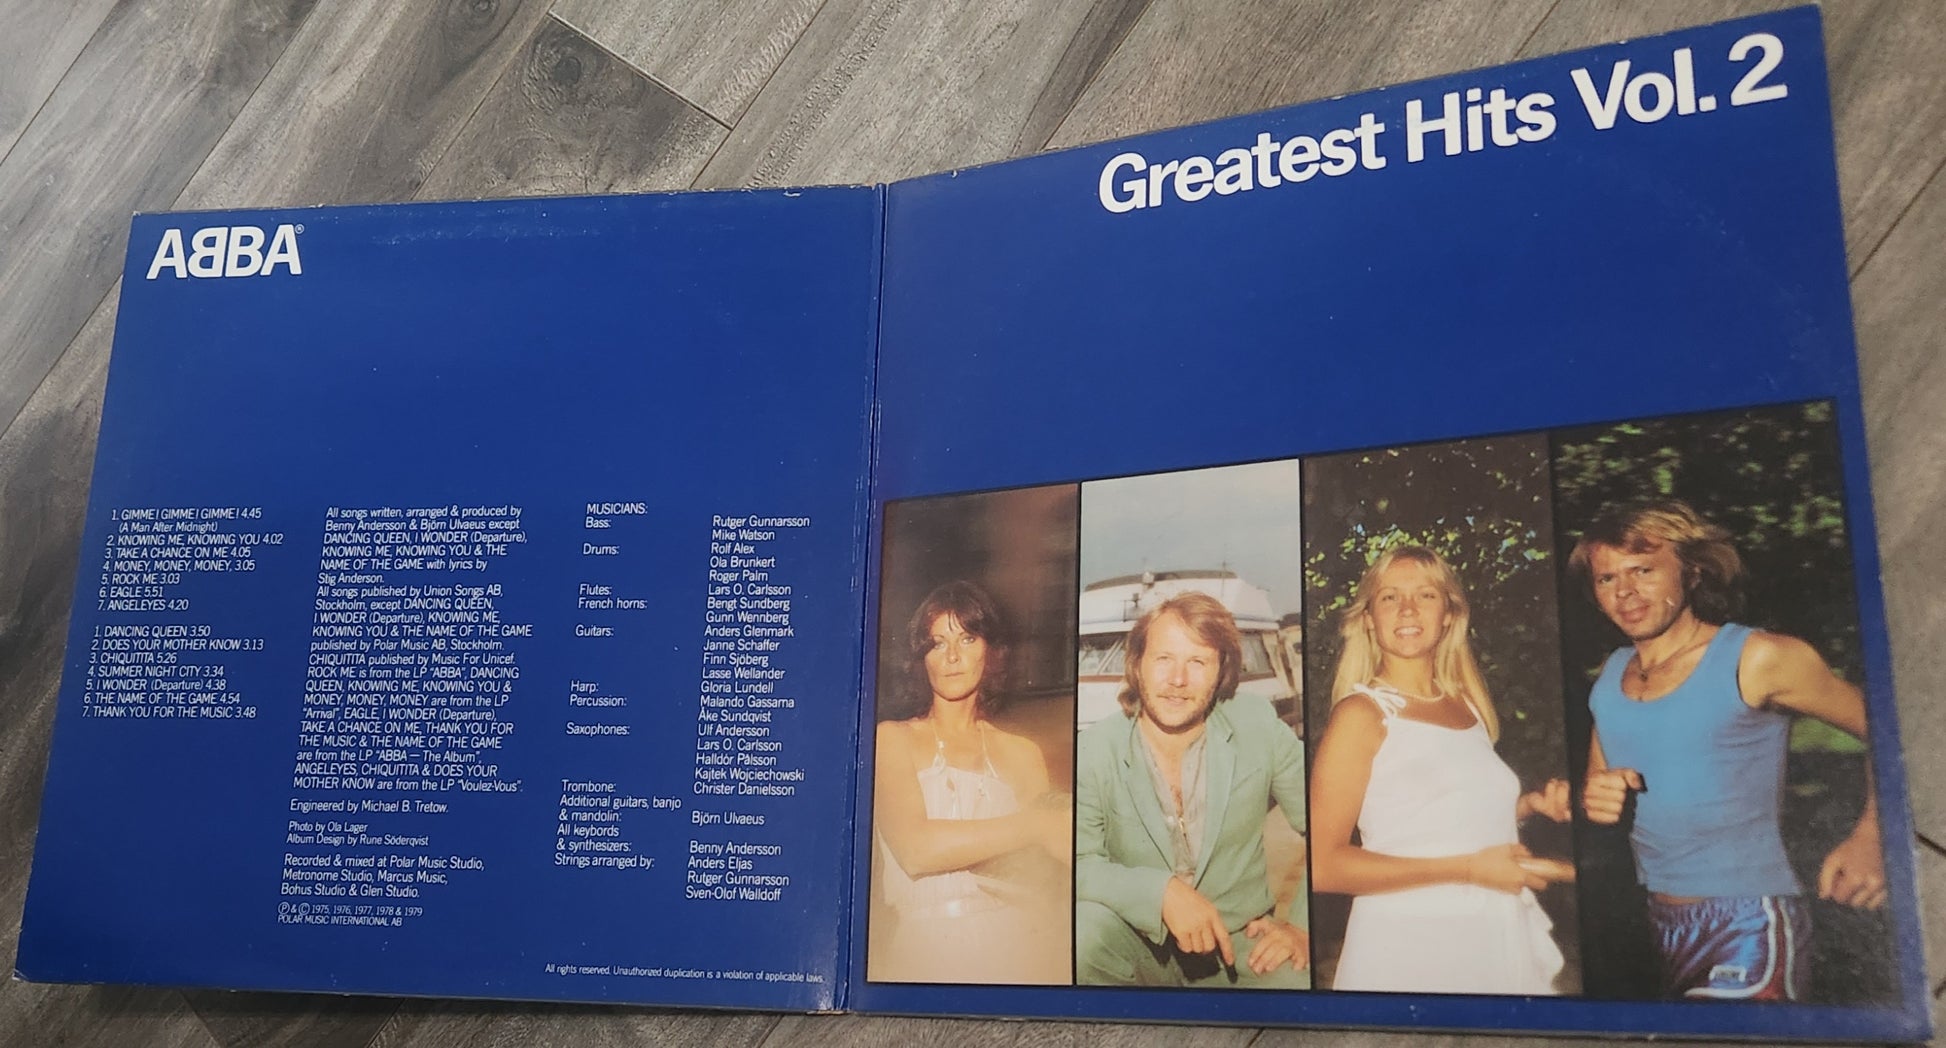 ABBA®
Greatest Hits Vol. 2
1. GIMME! GIMME! GIMME! 4.45
(A Man After Midnight)
2. KNOWING ME, KNOWING YOU 4.02
3. TAKE A CHANCE ON ME 4.05
4. MONEY, MONEY, MONEY, 3.05
5. ROCK ME 3.03
6. EAGLE 5.51
7. ANGELEYES 4.20
1. DANCING QUEEN 3.50
2. DOES YOUR MOTHER KNOW 3.13
3. CHIQUITITA 5.26
4. SUMMER NIGHT CITY 3.34
5. I WONDER (Departure) 4.38
6. THE NAME OF THE GAME 4.54
7. THANK YOU FOR THE MUSIC 3.48
All songs written, arranged & produced by
Benny Andersson & Björn Ulvaeus except
DANCING QUEEN, I WONDER (Departure),
KNOWING ME, KNOWING YOU & THE
NAME OF THE GAME with lyrics by
Stig Anderson.
All songs published by Union Songs AB,
Stockholm, except DANCING QUEEN,
I WONDER (Departure), KNOWING ME,
KNOWING YOU & THE NAME OF THE GAME
published by Polar Music AB, Stockholm.
CHIQUITITA published by Music For Unicef.
ROCK ME is from the LP "ABBA", DANCING
QUEEN, KNOWING ME, KNOWING YOU &
MONEY, MONEY, MONEY are from the LP
"Arrival", EAGLE, I WONDER (Departure),
TAKE A CHANCE ON ME, THANK YOU FOR
THE MUSIC & THE NAME OF THE GAME
are from the LP "ABBA — The Album",
ANGELEYES, CHIQUITITA & DOES YOUR
MOTHER KNOW are from the LP "Voulez-Vous".
Engineered by Michael B. Tretow.
Photo by Ola Lager
Album Design by Rune Söderqvist
Recorded & mixed at Polar Music Studio,
Metronome Studio, Marcus Music,
Bohus Studio & Glen Studio.
Ⓟ & Ⓒ 1975, 1976, 1977, 1978 & 1979
POLAR MUSIC INTERNATIONAL AB
MUSICIANS:
Bass: Rutger Gunnarsson
Mike Watson
Drums: Rolf Alex
Ola Brunkert
Roger Palm
Flutes: Lars O. Carlsson
French horns: Bengt Sundberg
Gunn Wennberg
Guitars: Anders Glenmark
Janne Schaffer
Finn Sjöberg
Lasse Wellander
Harp: Gloria Lundell
Percussion: Malando Gassama
Åke Sundqvist
Saxophones: Ulf Andersson
Lars O. Carlsson
Halldór Pálsson
Kajtek Wojciechowski
Trombone: Christer Danielsson
Additional guitars, banjo
& mandolin: Björn Ulvaeus
All keybords
& synthesizers: Benny Andersson
Strings arranged by: Anders Eljas
Rutger Gunnarsson
Sven-Olof Walldoff
All rights reserved. Unauthorized duplication is a violation of applicable laws.